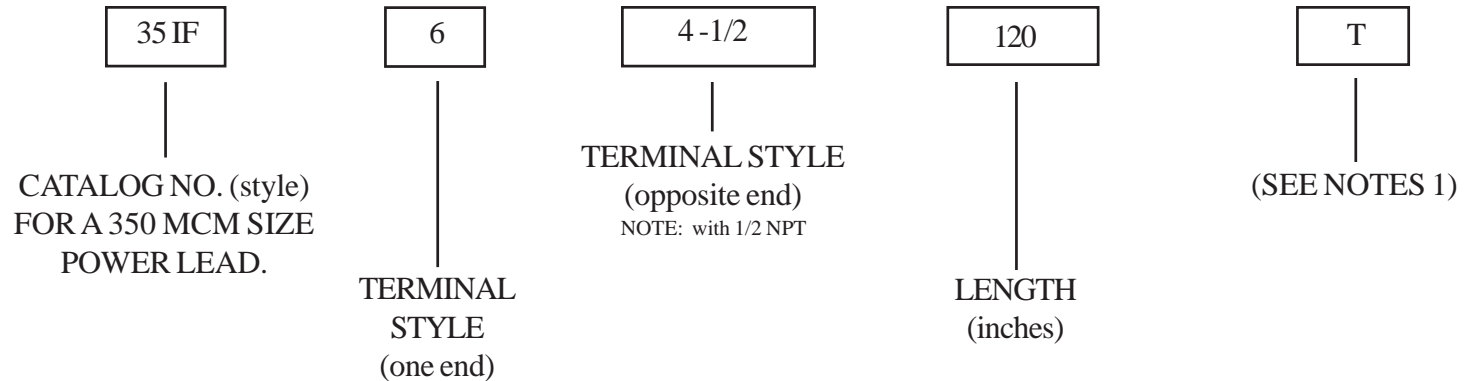 35 IF
6
4 -1/2
120
T
CATALOG NO. (style)
FOR A 350 MCM SIZE
POWER LEAD.
TERMINAL
STYLE
(one end)
TERMINAL STYLE
(opposite end)
NOTE: with 1/2 NPT
LENGTH
(inches)
(SEE NOTES 1)